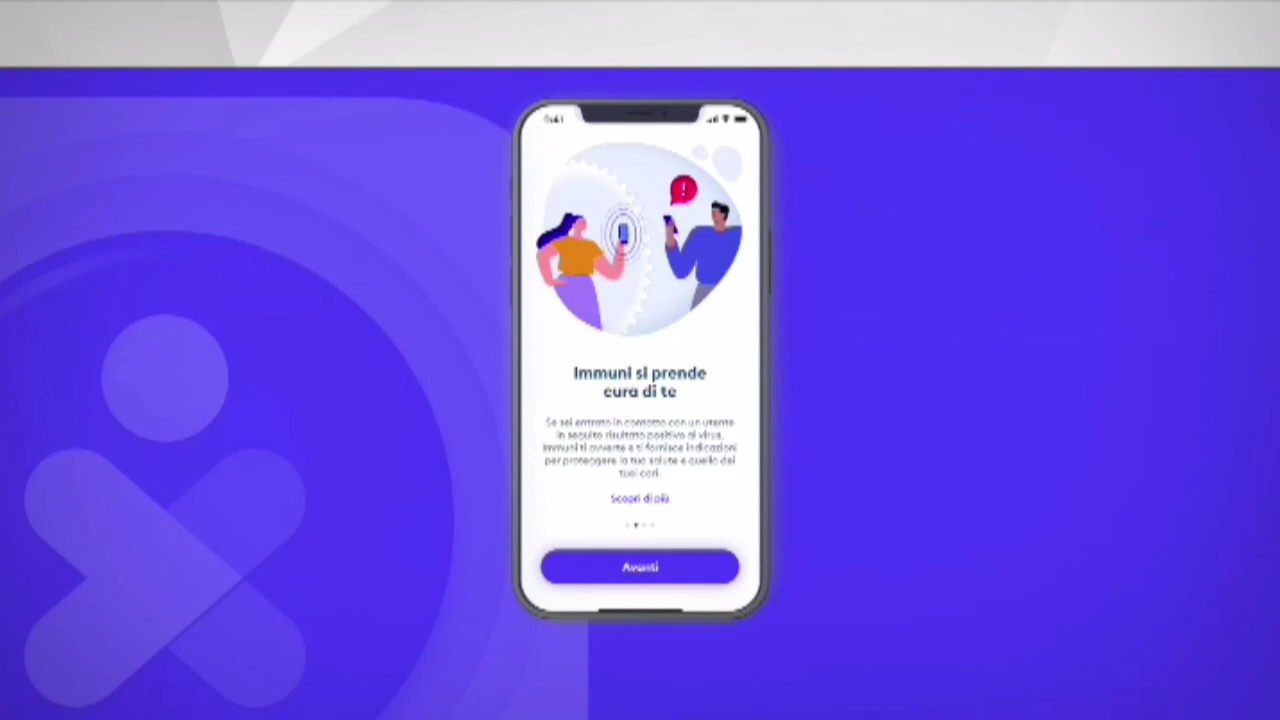 9:41
Immuni si prende
cura di te
Se sei entrato in contatto con un utente
in seguito risultato positivo al virus,
Immuni ti avverte e ti fornisce indicazioni
per proteggere la tua salute e quella dei
tuoi cari.
Scopri di più
Avanti